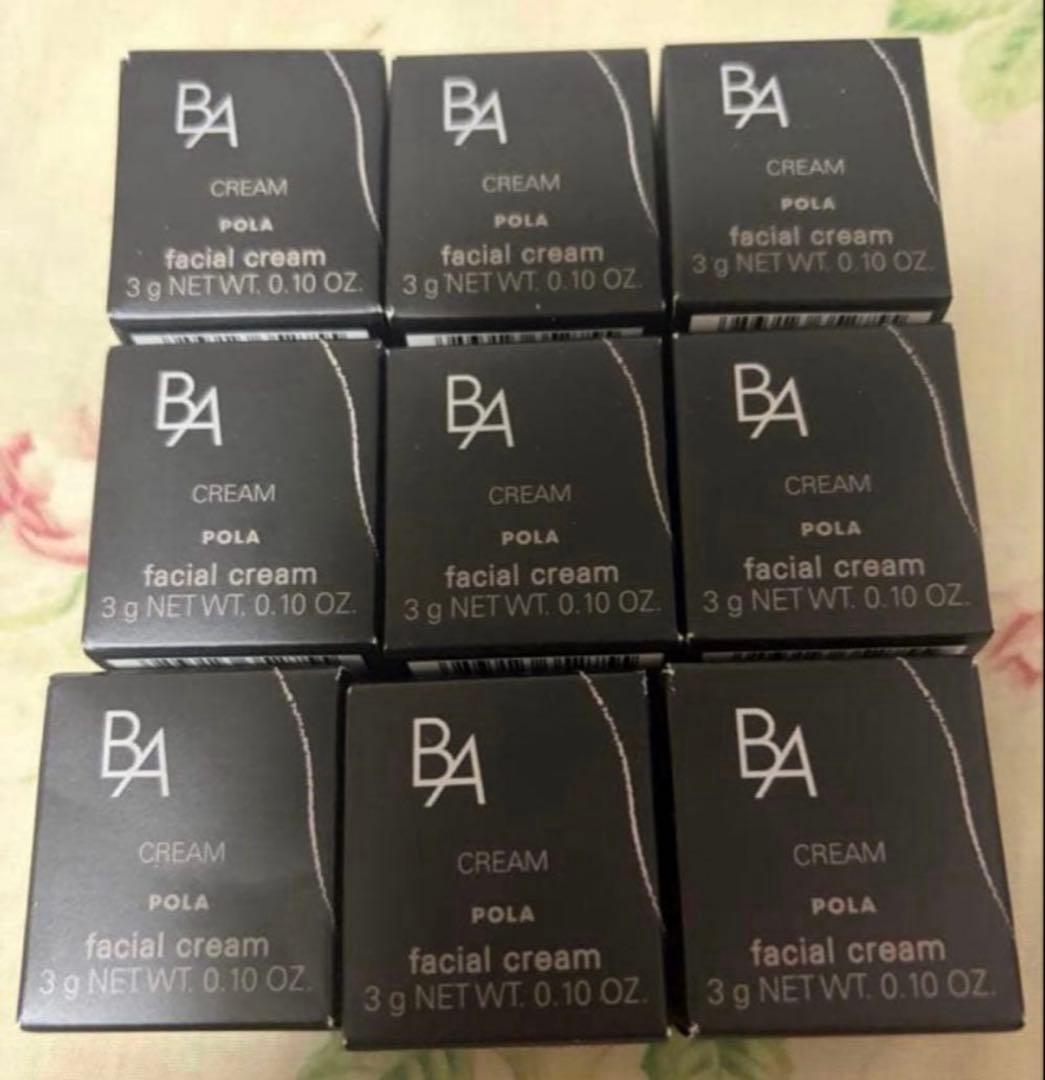 BA
CREAM
POLA
facial cream
3 g NET WT. 0.10 OZ.
BA
CREAM
POLA
facial cream
3 g NET WT. 0.10 OZ.
BA
CREAM
POLA
facial cream
3 g NET WT. 0.10 OZ.
BA
CREAM
POLA
facial cream
3 g NET WT. 0.10 OZ.
BA
CREAM
POLA
facial cream
3 g NET WT. 0.10 OZ.
BA
CREAM
POLA
facial cream
3 g NET WT. 0.10 OZ.
BA
CREAM
POLA
facial cream
3 g NET WT. 0.10 OZ.
BA
CREAM
POLA
facial cream
3 g NET WT. 0.10 OZ.
BA
CREAM
POLA
facial cream
3 g NET WT. 0.10 OZ.